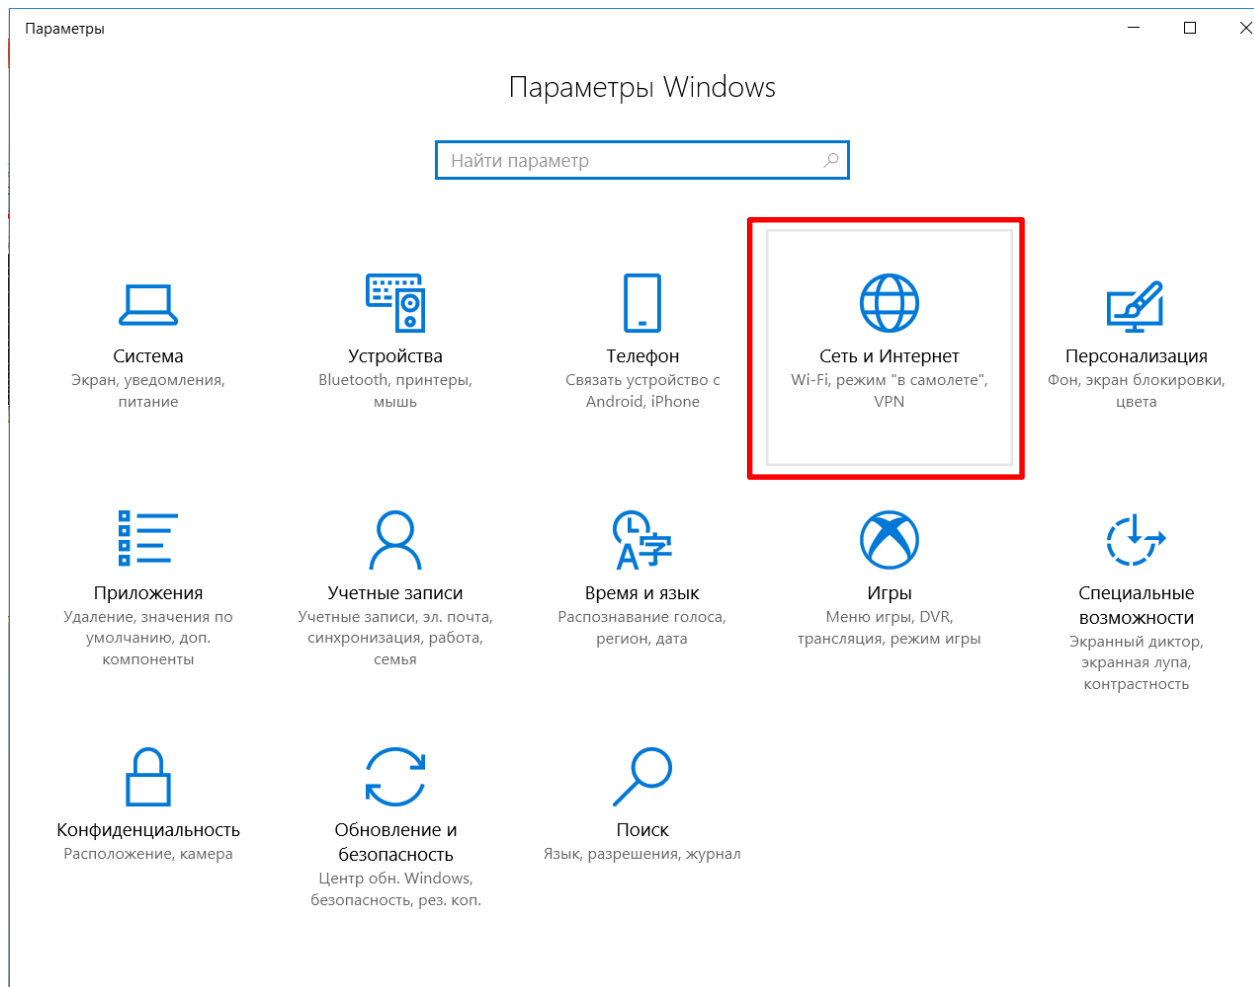 Параметры
Параметры Windows
Найти параметр
Система
Экран, уведомления,
питание
Устройства
Bluetooth, принтеры,
мышь
Телефон
Связать устройство с
Android, iPhone
Сеть и Интернет
Wi-Fi, режим "в самолете",
VPN
Персонализация
Фон, экран блокировки,
цвета
Приложения
Удаление, значения по
умолчанию, доп.
компоненты
Учетные записи
Учетные записи, эл. почта,
синхронизация, работа,
семья
Время и язык
Распознавание голоса,
регион, дата
Игры
Меню игры, DVR,
трансляция, режим игры
Специальные
возможности
Экранный диктор,
экранная лупа,
контрастность
Конфиденциальность
Расположение, камера
Обновление и
безопасность
Центр обн. Windows,
безопасность, рез. коп.
Поиск
Язык, разрешения, журнал